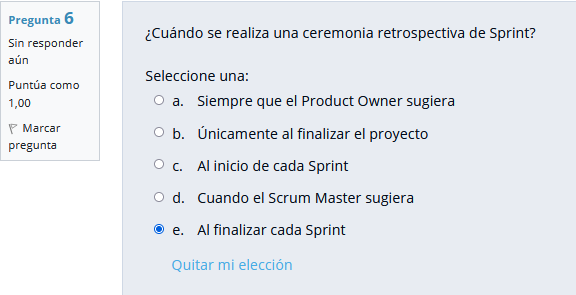 Pregunta 6
Sin responder
aún
Puntúa como
1,00
Marcar
pregunta
¿Cuándo se realiza una ceremonia retrospectiva de Sprint?
Seleccione una:
a. Siempre que el Product Owner sugiera
b. Únicamente al finalizar el proyecto
c. Al inicio de cada Sprint
d. Cuando el Scrum Master sugiera
e. Al finalizar cada Sprint
Quitar mi elección